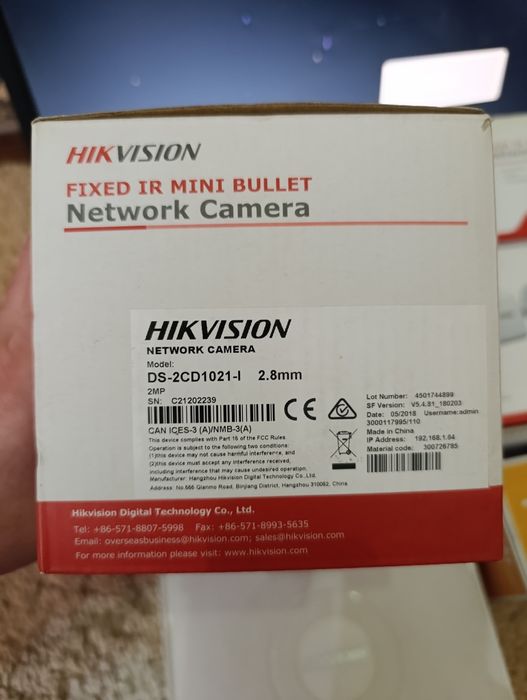 HIKVISION
FIXED IR MINI BULLET
Network Camera
HIKVISION
NETWORK CAMERA
Model:
DS-2CD1021-I 2.8mm
2MP
SN: C21202239
CE
CAN ICES-3 (A)/NMB-3(A)
This device complies with Part 15 of the FCC Rules.
Operation is subject to the following two conditions:
(1)this device may not cause harmful interference, and
(2)this device must accept any interference received,
including interference that may cause undesired operation.
Manufacturer: Hangzhou Hikvision Digital Technology Co.,Ltd.
Address: No.555 Qianmo Road, Binjiang District, Hangzhou 310052, China
Lot Number: 4501744899
SF Version: V5.4.81_180203
Date: 05/2018 Username:admin
3000117995/110
Made in China
IP Address: 192.168.1.64
Material code: 300726785
Hikvision Digital Technology Co., Ltd.
Tel: +86-571-8807-5998 Fax: +86-571-8993-5635
Email: overseasbusiness@hikvision.com; sales@hikvision.com
For more information please visit: www.hikvision.com